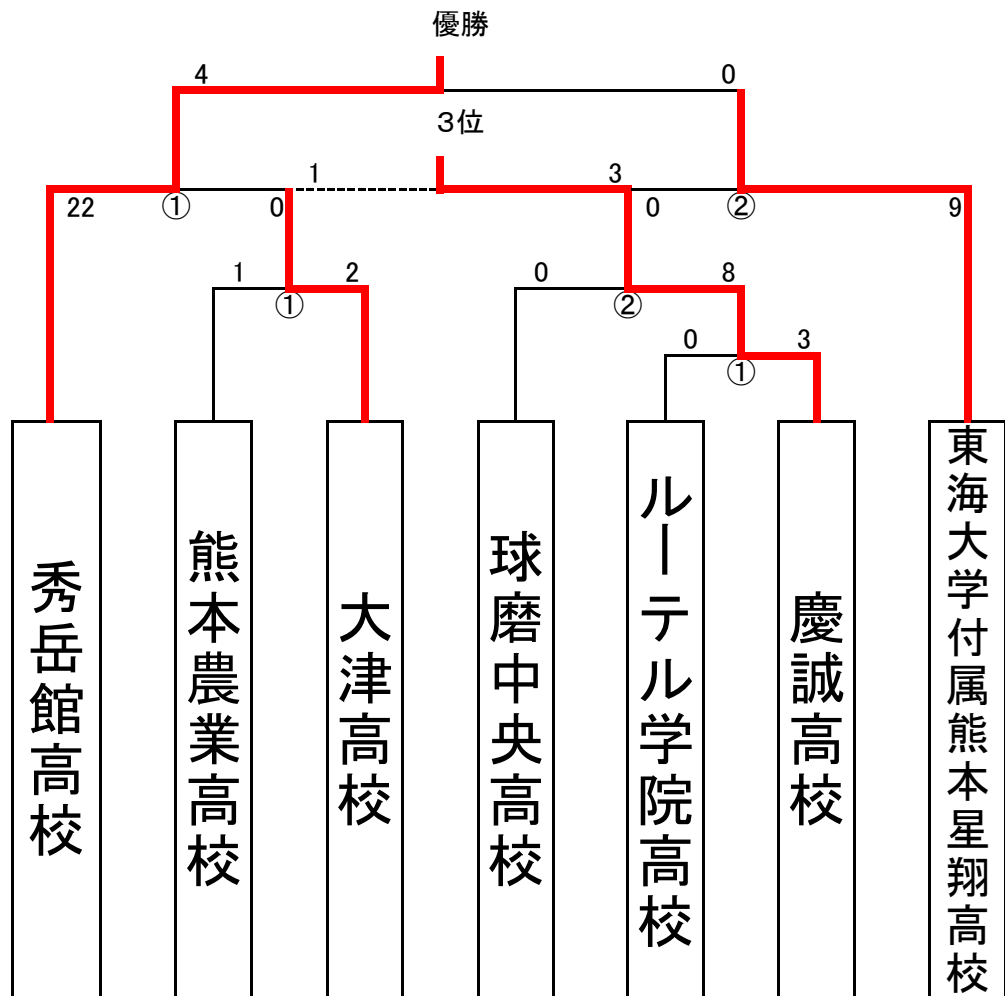 優勝
4 0
3位
1 3
22 ① 0 0 ② 9
1 2 0 8
① ②
0 3
①
秀岳館高校
熊本農業高校
大津高校
球磨中央高校
ルーテル学院高校
慶誠高校
東海大学付属熊本星翔高校